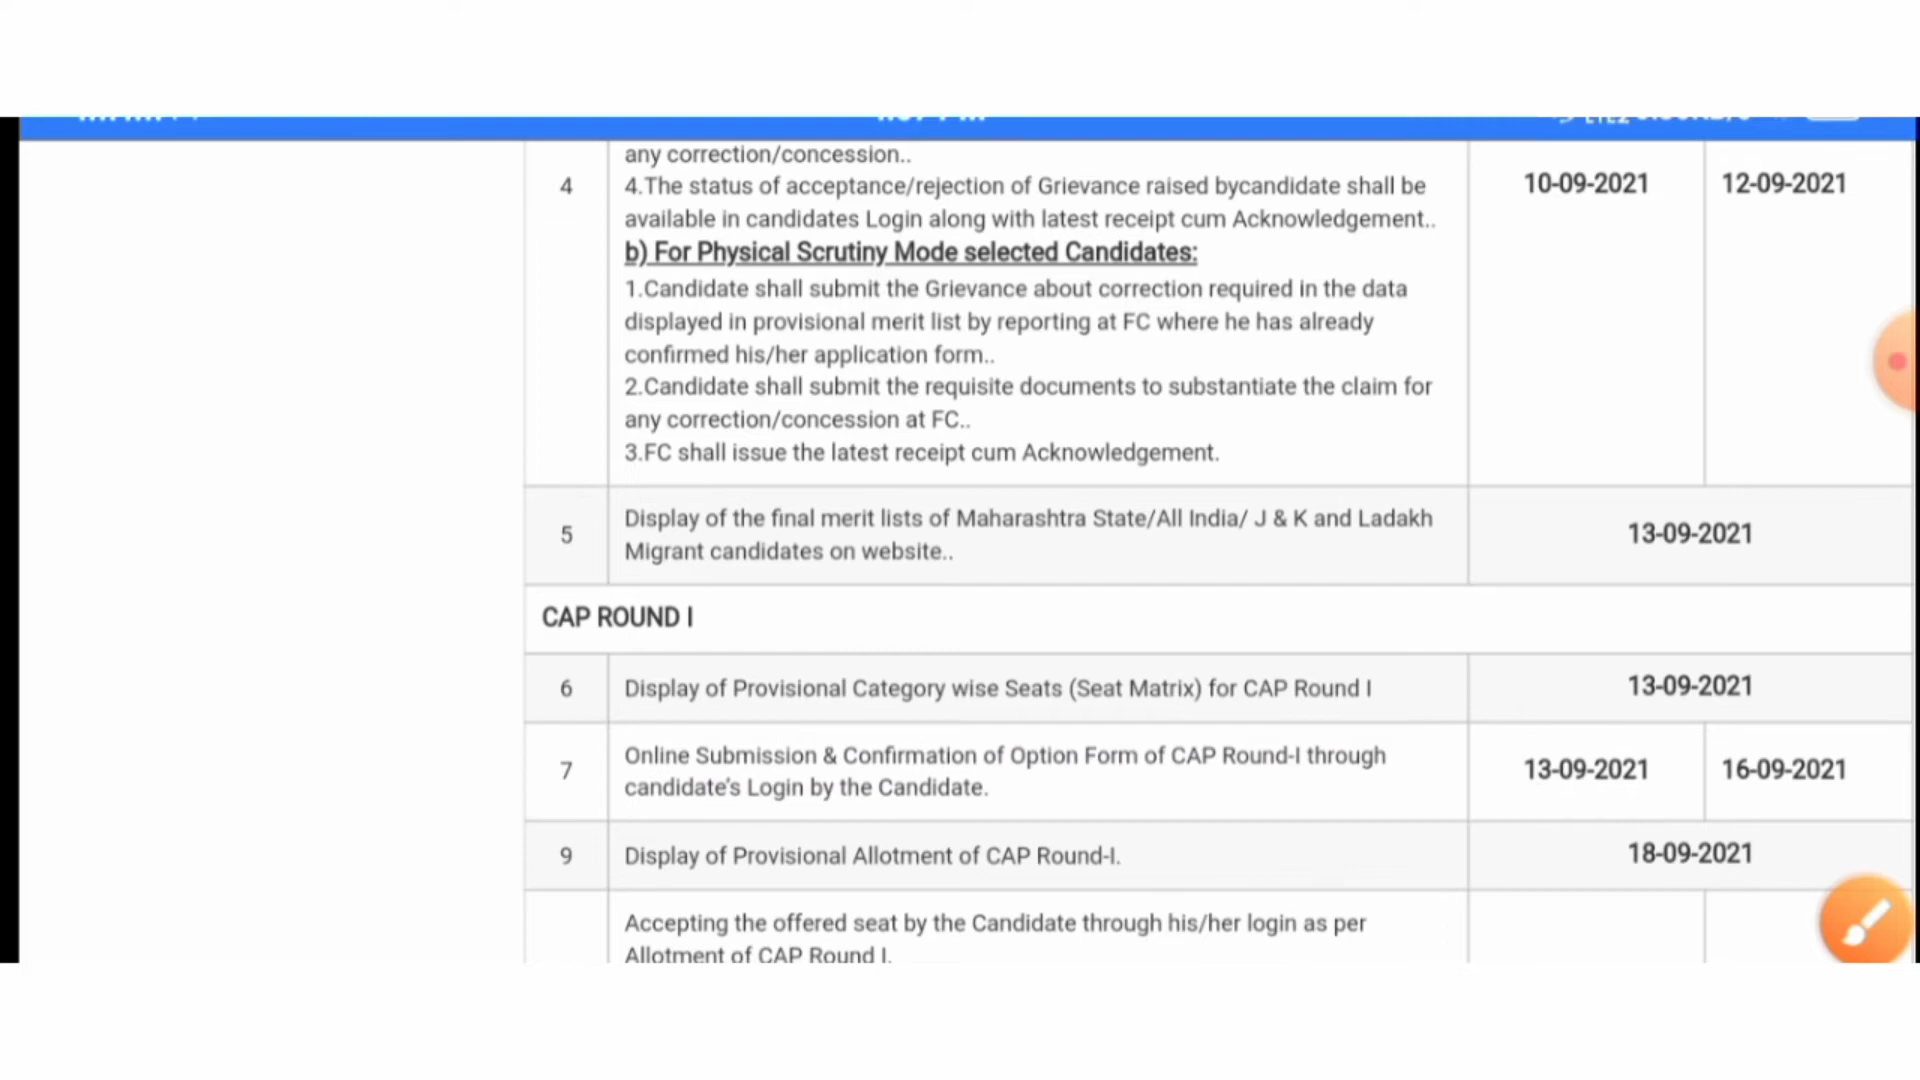 any correction/concession..
4
4.The status of acceptance/rejection of Grievance raised bycandidate shall be
10-09-2021
12-09-2021
available in candidates Login along with latest receipt cum Acknowledgement..
b) For Physical Scrutiny Mode selected Candidates:
1.Candidate shall submit the Grievance about correction required in the data
displayed in provisional merit list by reporting at FC where he has already
confirmed his/her application form..
2.Candidate shall submit the requisite documents to substantiate the claim for
any correction/concession at FC..
3.FC shall issue the latest receipt cum Acknowledgement.
5
Display of the final merit lists of Maharashtra State/All India/ J & K and Ladakh
Migrant candidates on website..
13-09-2021
CAP ROUND I
6
Display of Provisional Category wise Seats (Seat Matrix) for CAP Round I
13-09-2021
7
Online Submission & Confirmation of Option Form of CAP Round-I through
candidate's Login by the Candidate.
13-09-2021
16-09-2021
9
Display of Provisional Allotment of CAP Round-I.
18-09-2021
Accepting the offered seat by the Candidate through his/her login as per
Allotment of CAP Round I.